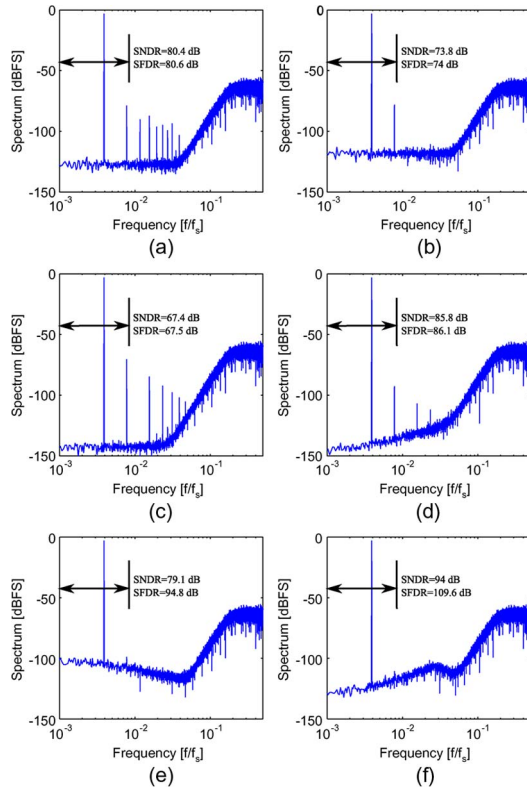 0
-50
-100
-150
Spectrum [dBFS]
SNDR=80.4 dB
SFDR=80.6 dB
10-3
10-2
10-1
Frequency [f/fs]
(a)
0
-50
-100
-150
Spectrum [dBFS]
SNDR=73.8 dB
SFDR=74 dB
10-3
10-2
10-1
Frequency [f/fs]
(b)
0
-50
-100
-150
Spectrum [dBFS]
SNDR=67.4 dB
SFDR=67.5 dB
10-3
10-2
10-1
Frequency [f/fs]
(c)
0
-50
-100
-150
Spectrum [dBFS]
SNDR=85.8 dB
SFDR=86.1 dB
10-3
10-2
10-1
Frequency [f/fs]
(d)
0
-50
-100
-150
Spectrum [dBFS]
SNDR=79.1 dB
SFDR=94.8 dB
10-3
10-2
10-1
Frequency [f/fs]
(e)
0
-50
-100
-150
Spectrum [dBFS]
SNDR=94 dB
SFDR=109.6 dB
10-3
10-2
10-1
Frequency [f/fs]
(f)